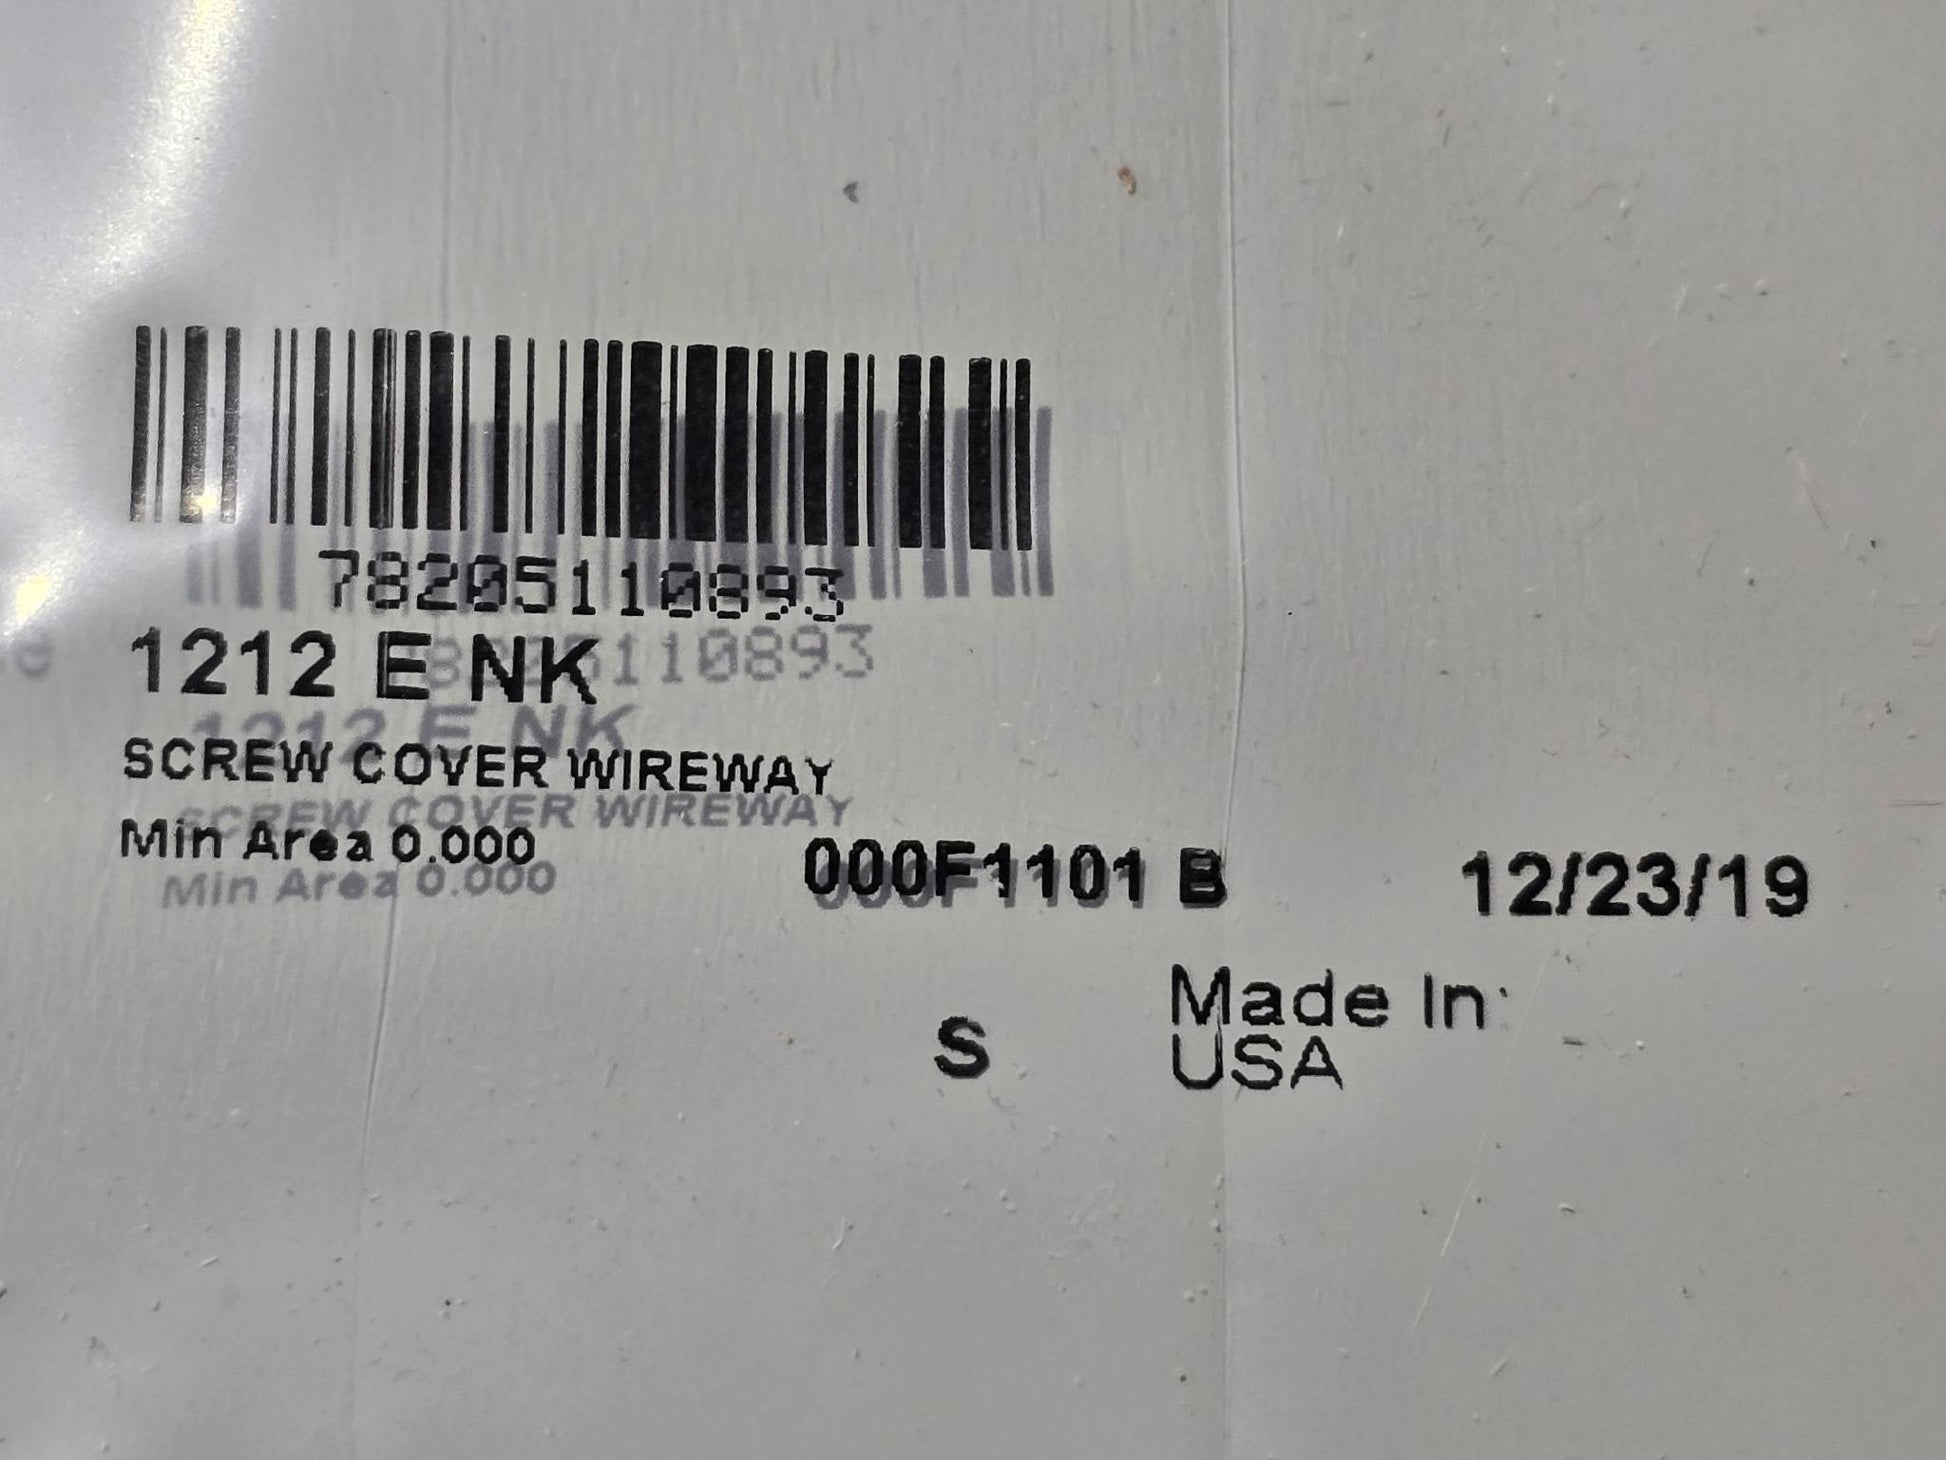 78205110893
1212 E NK
SCREW COVER WIREWAY
Min Area 0.000
000F1101 B
12/23/19
S
Made In:
USA